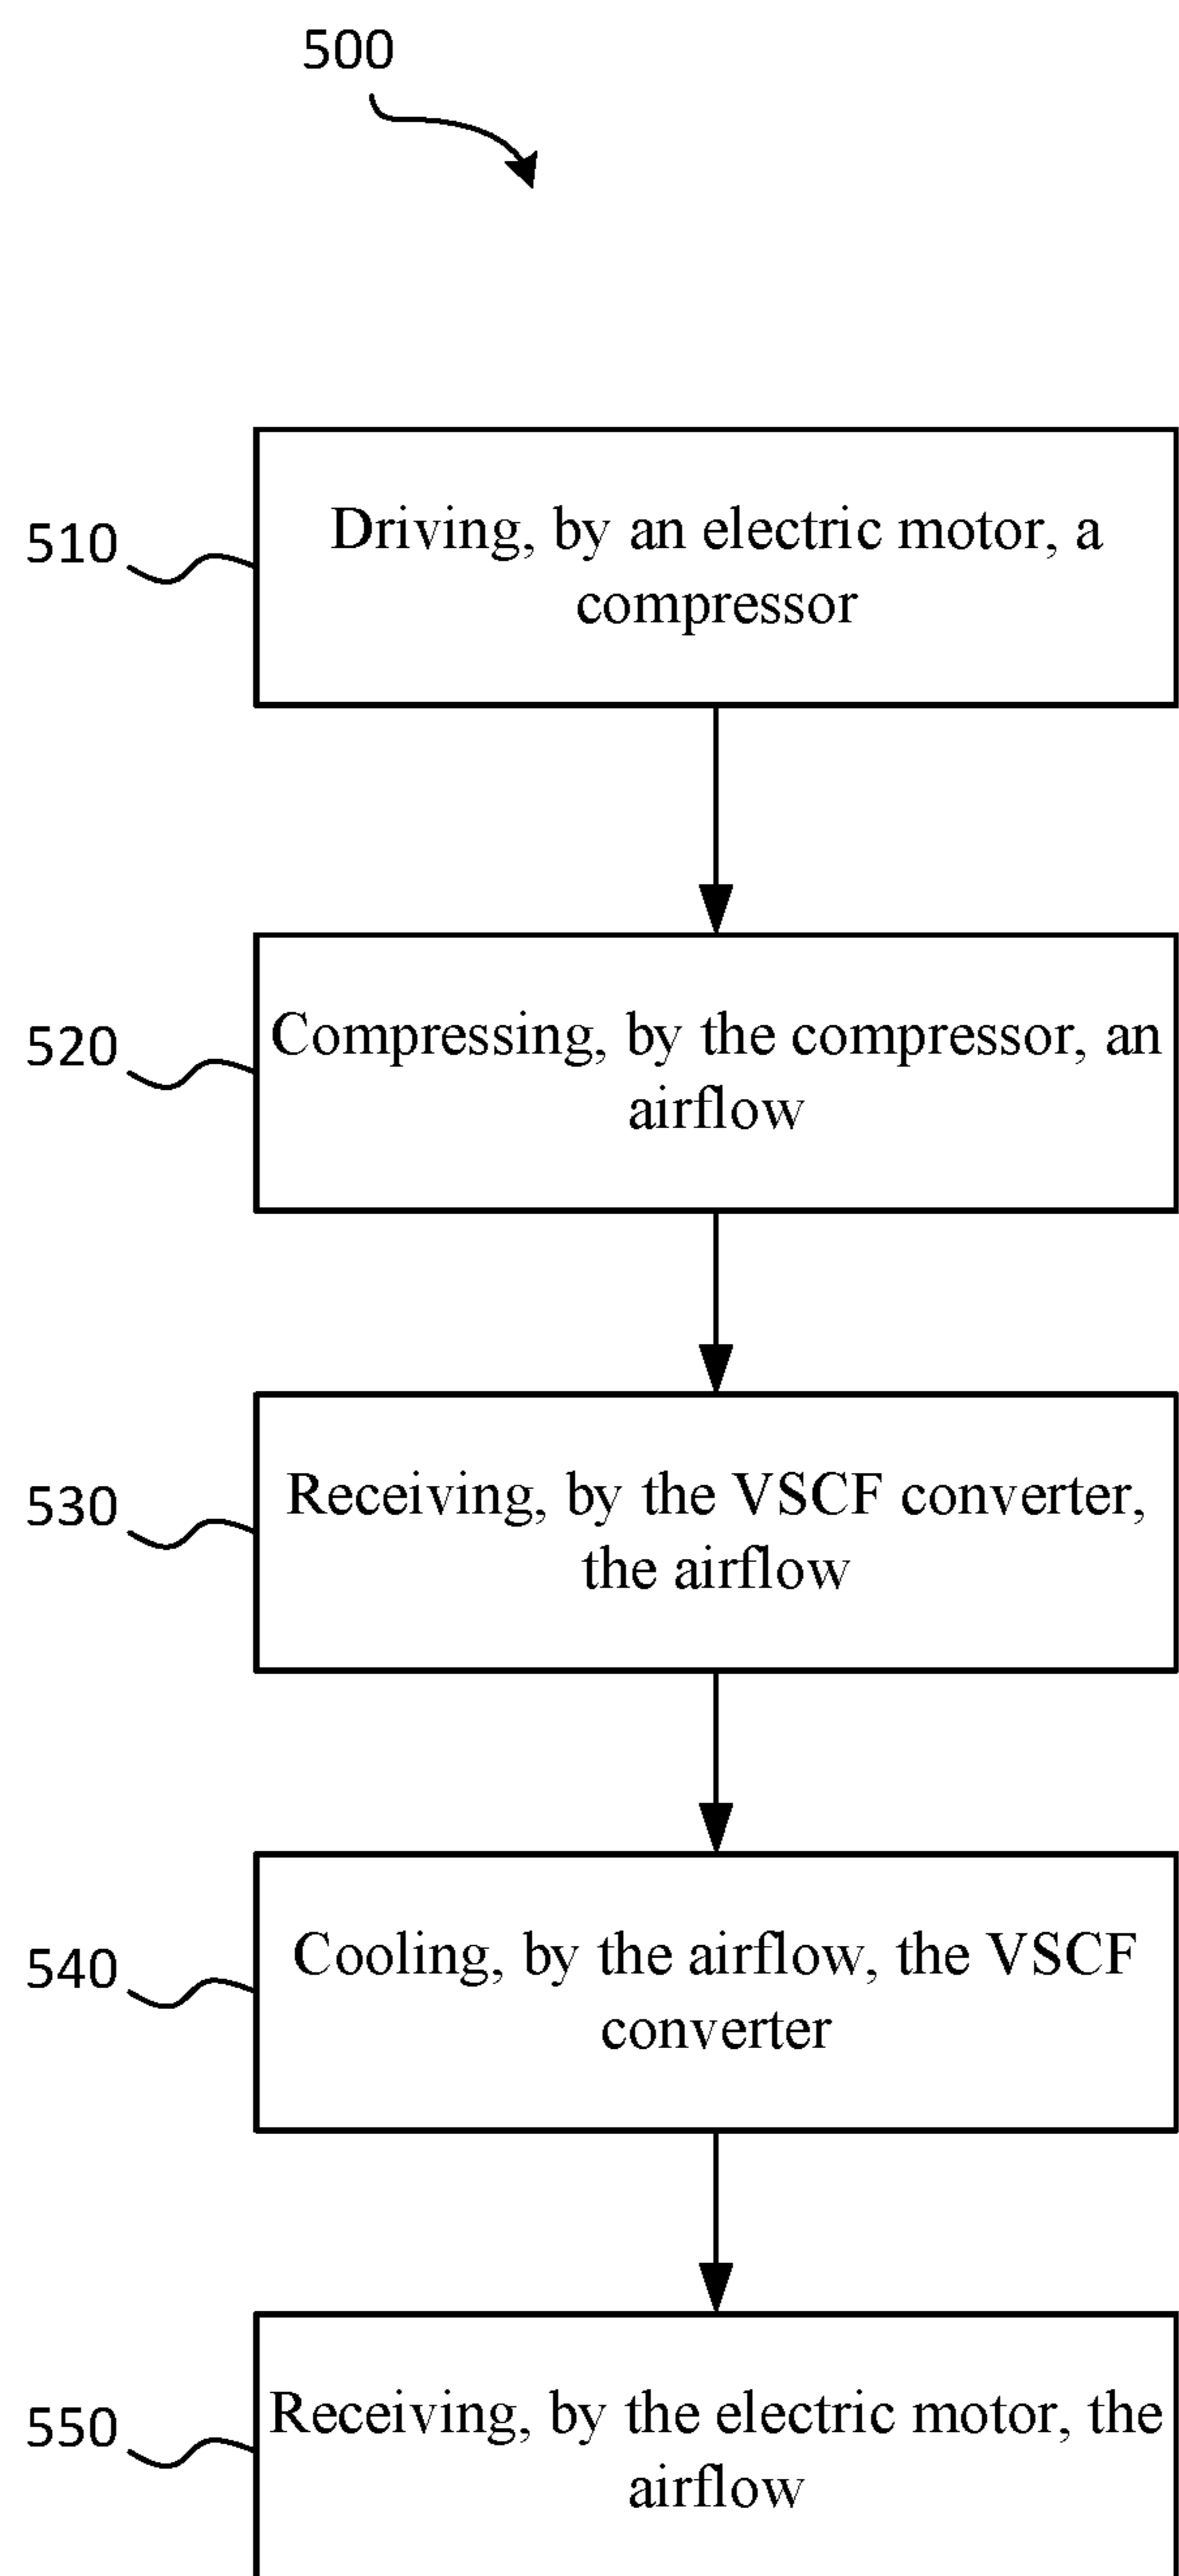 500
510
Driving, by an electric motor, a
compressor
520
Compressing, by the compressor, an
airflow
530
Receiving, by the VSCF converter,
the airflow
540
Cooling, by the airflow, the VSCF
converter
550
Receiving, by the electric motor, the
airflow